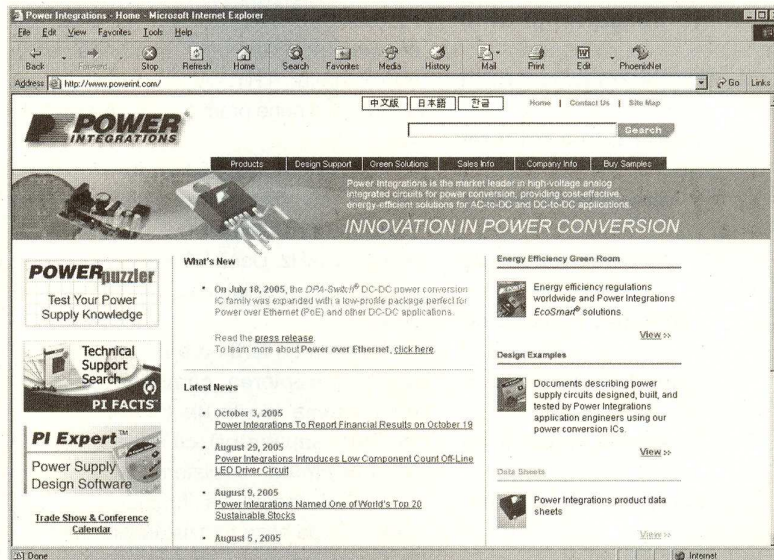 Power Integrations - Home - Microsoft Internet Explorer
File Edit View Favorites Tools Help
Back Forward Stop Refresh Home Search Favorites Media History Mail Print Edit PhoenixNet
Address http://www.powerint.com/ Go Links
中文版 日本語 한글 Home | Contact Us | Site Map
POWER
INTEGRATIONS
Search
Products Design Support Green Solutions Sales Info Company Info Buy Samples
Power Integrations is the market leader in high-voltage analog
integrated circuits for power conversion, providing cost-effective,
energy-efficient solutions for AC-to-DC and DC-to-DC applications.
INNOVATION IN POWER CONVERSION
POWERpuzzler
Test Your Power
Supply Knowledge
Technical
Support
Search
PI FACTS
PI Expert™
Power Supply
Design Software
Trade Show & Conference
Calendar
What's New
• On July 18, 2005, the DPA-Switch® DC-DC power conversion
IC family was expanded with a low-profile package perfect for
Power over Ethernet (PoE) and other DC-DC applications.
Read the press release.
To learn more about Power over Ethernet, click here.
Latest News
• October 3, 2005
Power Integrations To Report Financial Results on October 19
• August 29, 2005
Power Integrations Introduces Low Component Count Off-Line
LED Driver Circuit
• August 9, 2005
Power Integrations Named One of World's Top 20
Sustainable Stocks
• August 5, 2005
Energy Efficiency Green Room
Energy efficiency regulations
worldwide and Power Integrations
EcoSmart® solutions.
View >>
Design Examples
Documents describing power
supply circuits designed, built, and
tested by Power Integrations
application engineers using our
power conversion ICs.
View >>
Data Sheets
Power Integrations product data
sheets
View >>
Done Internet